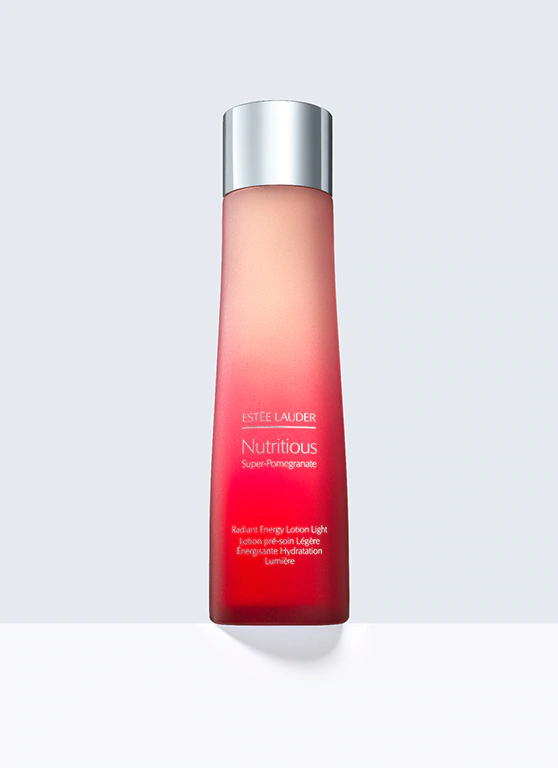 ESTĒE LAUDER
Nutritious
Super-Pomegranate
Radiant Energy Lotion Light
Lotion pré-soin Légère
Énergisante Hydratation
Lumière